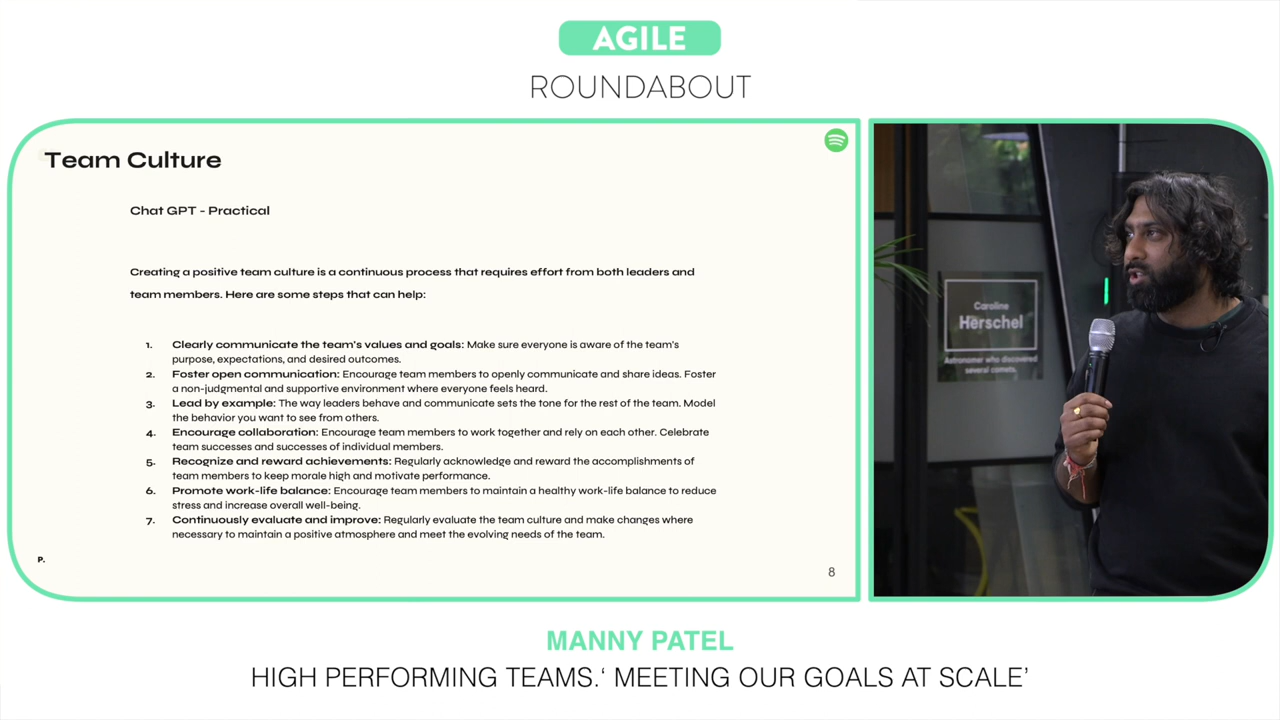 AGILE
ROUNDABOUT
Team Culture
Chat GPT - Practical
Creating a positive team culture is a continuous process that requires effort from both leaders and
team members. Here are some steps that can help:
1. Clearly communicate the team's values and goals: Make sure everyone is aware of the team's
purpose, expectations, and desired outcomes.
2. Foster open communication: Encourage team members to openly communicate and share ideas. Foster
a non-judgmental and supportive environment where everyone feels heard.
3. Lead by example: The way leaders behave and communicate sets the tone for the rest of the team. Model
the behavior you want to see from others.
4. Encourage collaboration: Encourage team members to work together and rely on each other. Celebrate
team successes and successes of individual members.
5. Recognize and reward achievements: Regularly acknowledge and reward the accomplishments of
team members to keep morale high and motivate performance.
6. Promote work-life balance: Encourage team members to maintain a healthy work-life balance to reduce
stress and increase overall well-being.
7. Continuously evaluate and improve: Regularly evaluate the team culture and make changes where
necessary to maintain a positive atmosphere and meet the evolving needs of the team.
P.
8
Caroline
Herschel
Astronomer who discovered
several comets.
MANNY PATEL
HIGH PERFORMING TEAMS.‘ MEETING OUR GOALS AT SCALE’